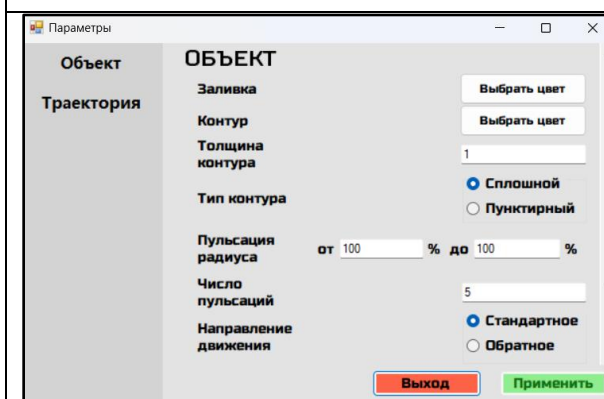 Параметры
Объект
Траектория
ОБЪЕКТ
Заливка
Выбрать цвет
Контур
Выбрать цвет
Толщина
контура
1
Тип контура
Сплошной
Пунктирный
Пульсация
радиуса
от 100 % до 100 %
Число
пульсаций
5
Направление
движения
Стандартное
Обратное
Выход
Применить